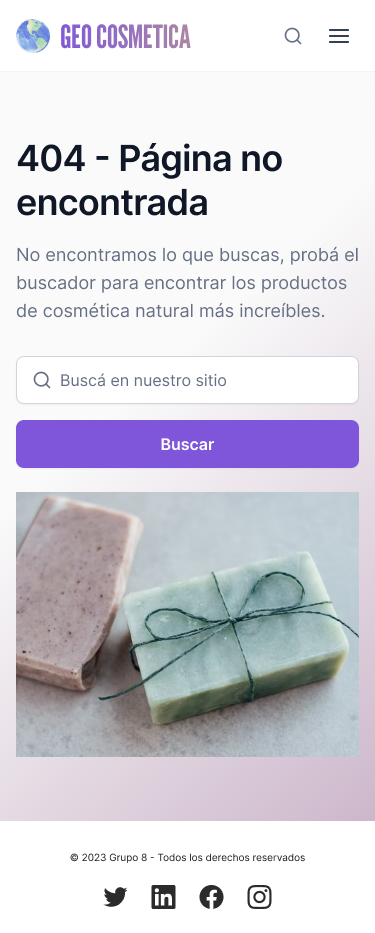 GEO COSMETICA
404 - Página no
encontrada
No encontramos lo que buscas, probá el
buscador para encontrar los productos
de cosmética natural más increíbles.
Buscá en nuestro sitio
Buscar
© 2023 Grupo 8 - Todos los derechos reservados